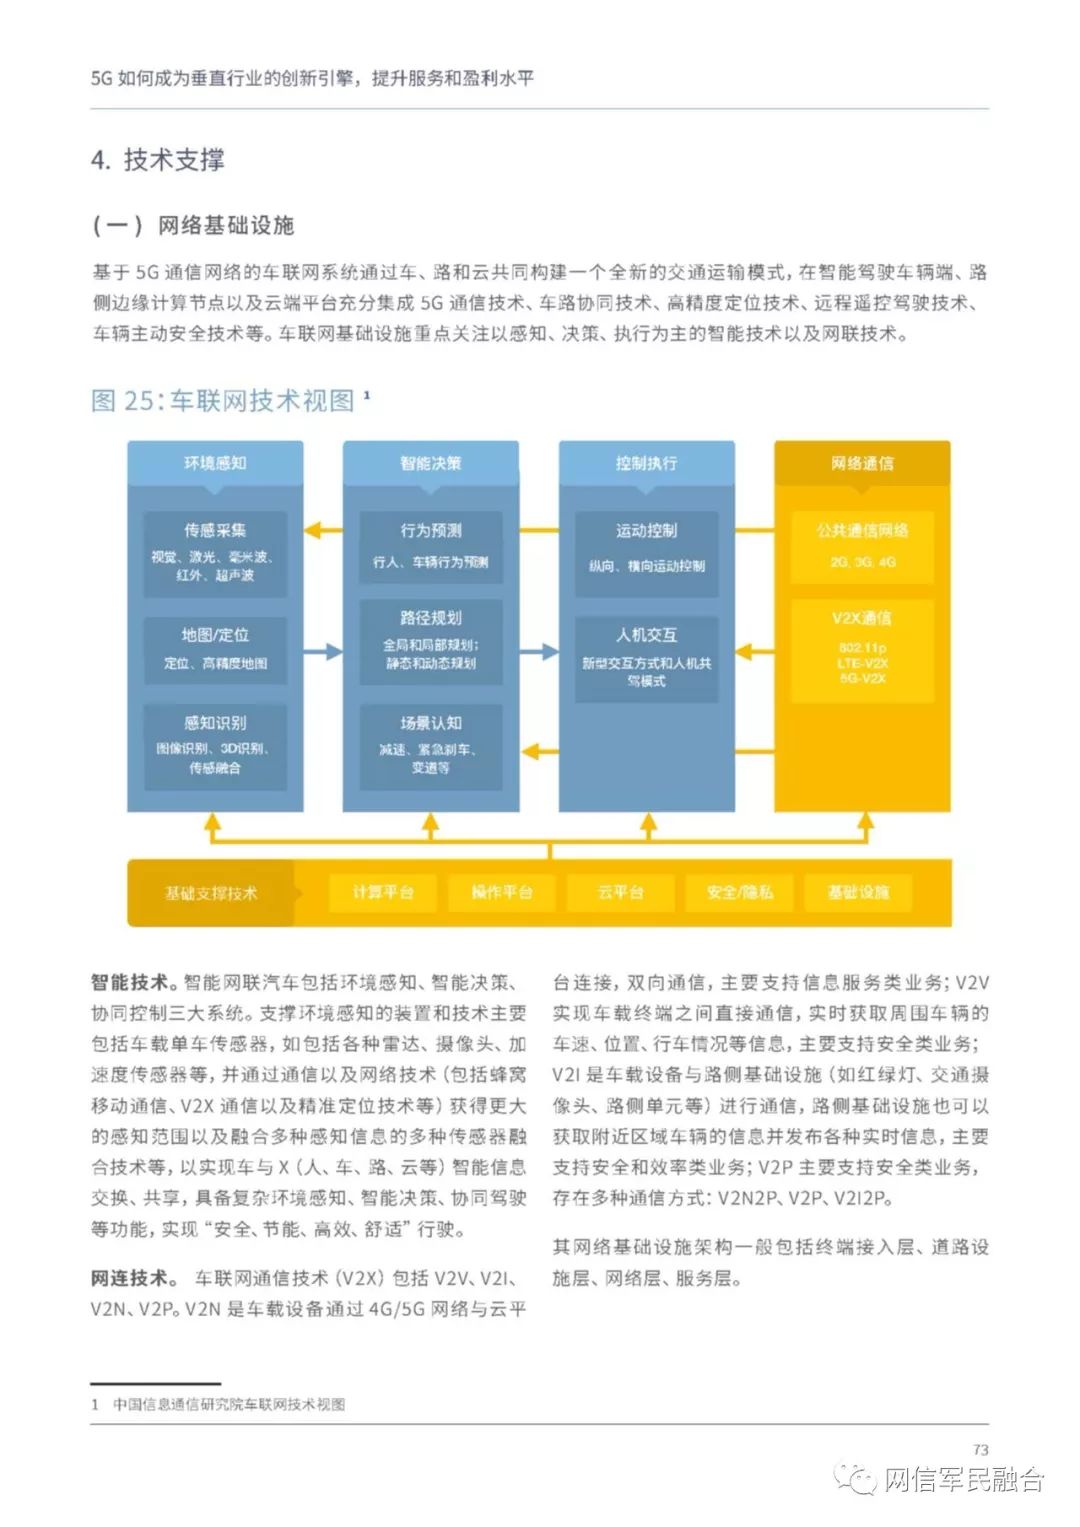 5G 如何成为垂直行业的创新引擎，提升服务和盈利水平
4. 技术支撑
（一）网络基础设施
基于 5G 通信网络的车联网系统通过车、路和云共同构建一个全新的交通运输模式，在智能驾驶车辆端、路
侧边缘计算节点以及云端平台充分集成 5G 通信技术、车路协同技术、高精度定位技术、远程遥控驾驶技术、
车辆主动安全技术等。车联网基础设施重点关注以感知、决策、执行为主的智能技术以及网联技术。
图 25：车联网技术视图 1
环境感知
传感采集
视觉、激光、毫米波、
红外、超声波
地图/定位
定位、高精度地图
感知识别
图像识别、3D识别、
传感融合
智能决策
行为预测
行人、车辆行为预测
路径规划
全局和局部规划；
静态和动态规划
场景认知
减速、紧急刹车、
变道等
控制执行
运动控制
纵向、横向运动控制
人机交互
新型交互方式和人机共
驾模式
网络通信
公共通信网络
2G, 3G, 4G
V2X通信
802.11p
LTE-V2X
5G-V2X
基础支撑技术
计算平台
操作平台
云平台
安全/隐私
基础设施
智能技术。智能网联汽车包括环境感知、智能决策、
协同控制三大系统。支撑环境感知的装置和技术主要
包括车载单车传感器，如包括各种雷达、摄像头、加
速度传感器等，并通过通信以及网络技术（包括蜂窝
移动通信、V2X 通信以及精准定位技术等）获得更大
的感知范围以及融合多种感知信息的多种传感器融
合技术等，以实现车与 X（人、车、路、云等）智能信息
交换、共享，具备复杂环境感知、智能决策、协同驾驶
等功能，实现“安全、节能、高效、舒适”行驶。
网连技术。 车联网通信技术（V2X）包括 V2V、V2I、
V2N、V2P。V2N 是车载设备通过 4G/5G 网络与云平
台连接，双向通信，主要支持信息服务类业务；V2V
实现车载终端之间直接通信，实时获取周围车辆的
车速、位置、行车情况等信息，主要支持安全类业务；
V2I 是车载设备与路侧基础设施（如红绿灯、交通摄
像头、路侧单元等）进行通信，路侧基础设施也可以
获取附近区域车辆的信息并发布各种实时信息，主要
支持安全和效率类业务；V2P 主要支持安全类业务，
存在多种通信方式：V2N2P、V2P、V2I2P。
其网络基础设施架构一般包括终端接入层、道路设
施层、网络层、服务层。
1 中国信息通信研究院车联网技术视图
73
网信军民融合